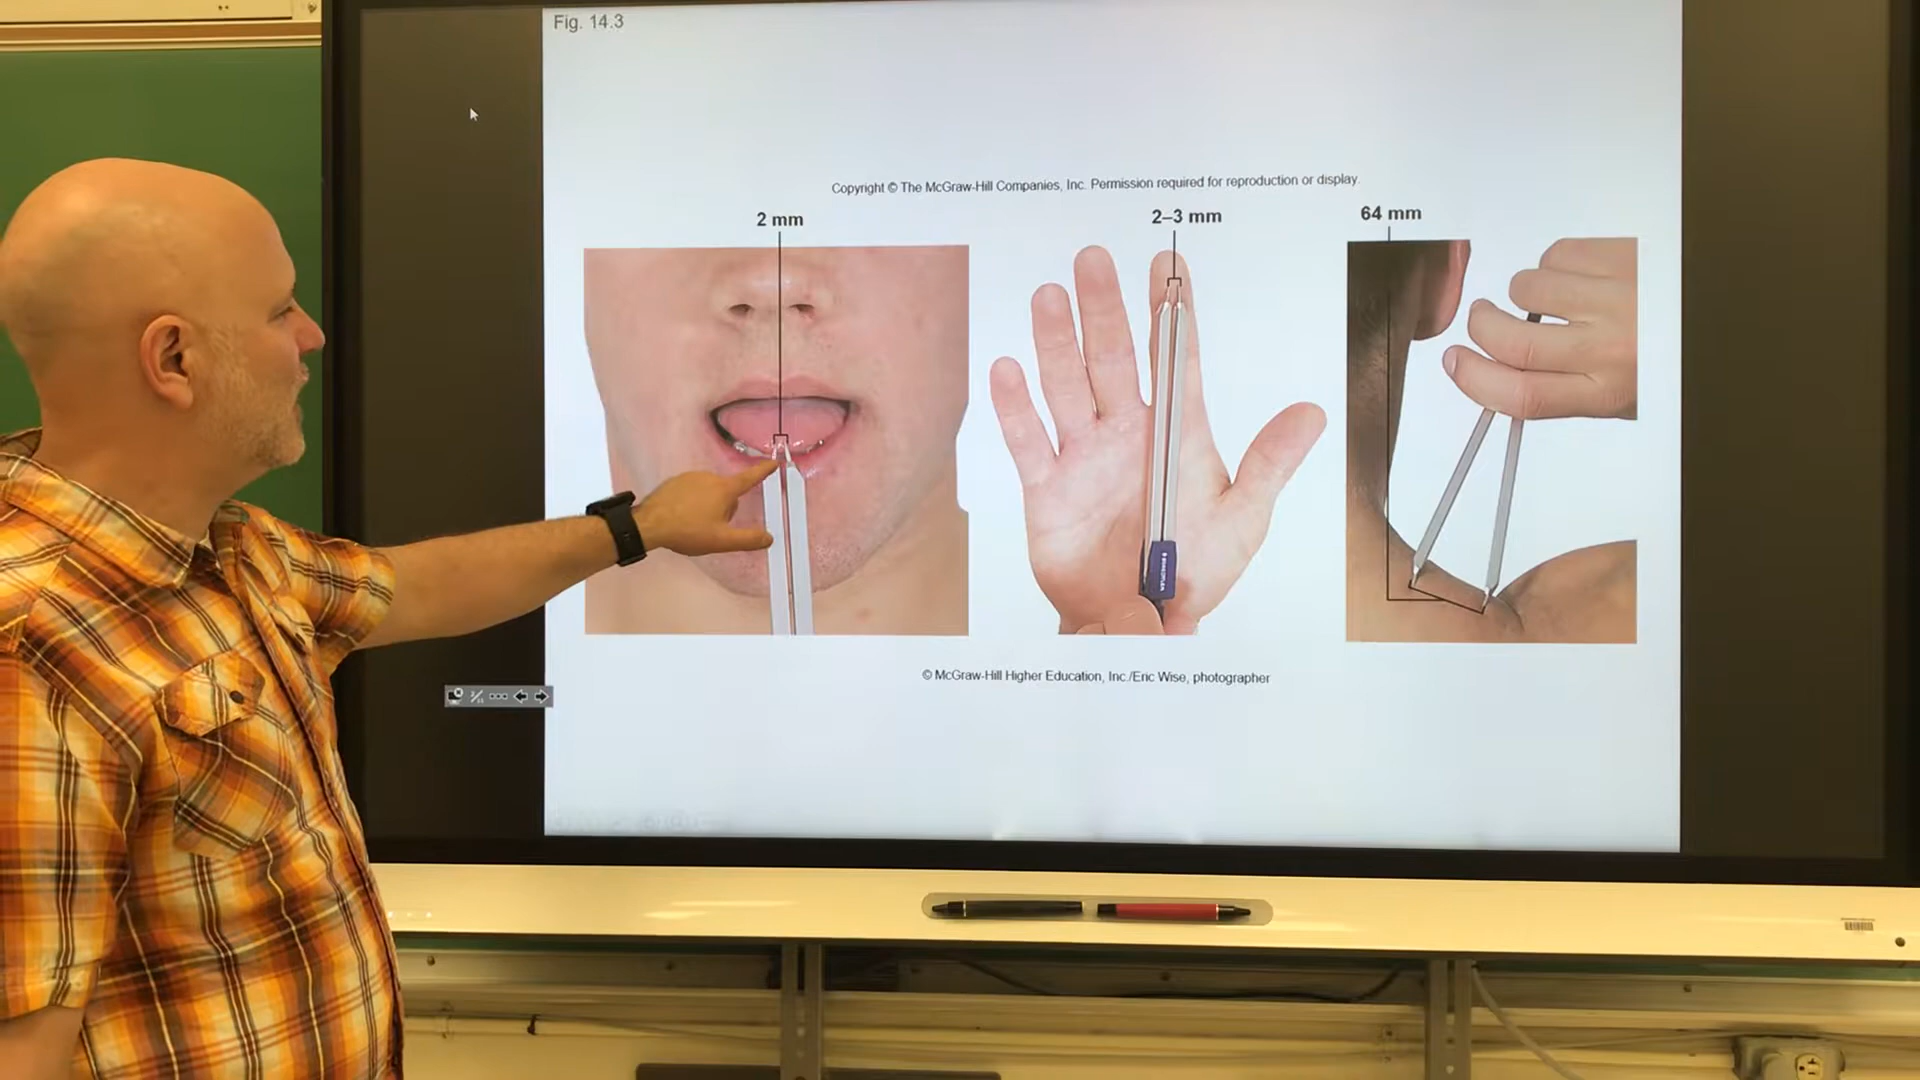 Fig. 14.3
Copyright © The McGraw-Hill Companies, Inc. Permission required for reproduction or display.
2 mm
2–3 mm
64 mm
© McGraw-Hill Higher Education, Inc./Eric Wise, photographer